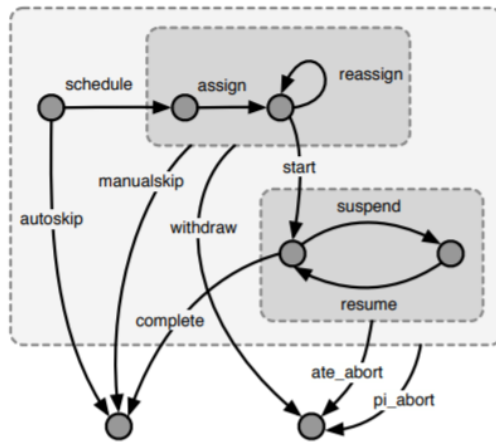 schedule
assign
reassign
manualskip
start
autoskip
withdraw
suspend
resume
complete
ate_abort
pi_abort